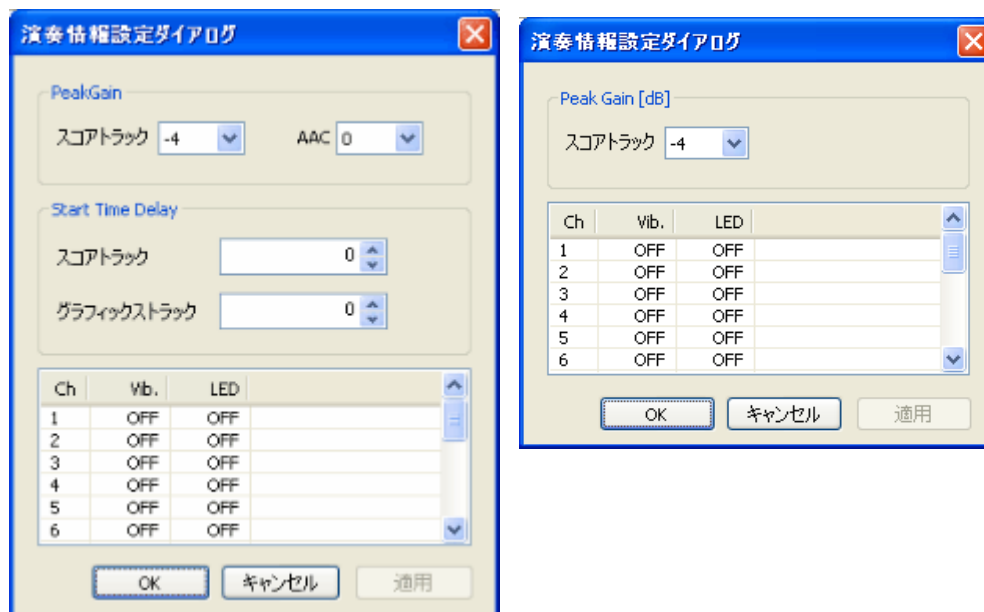 演奏情報設定ダイアログ
PeakGain
スコアトラック -4 AAC 0
Start Time Delay
スコアトラック 0
グラフィックストラック 0
Ch Vib. LED
1 OFF OFF
2 OFF OFF
3 OFF OFF
4 OFF OFF
5 OFF OFF
6 OFF OFF
OK キャンセル 適用
演奏情報設定ダイアログ
Peak Gain [dB]
スコアトラック -4
Ch Vib. LED
1 OFF OFF
2 OFF OFF
3 OFF OFF
4 OFF OFF
5 OFF OFF
6 OFF OFF
OK キャンセル 適用